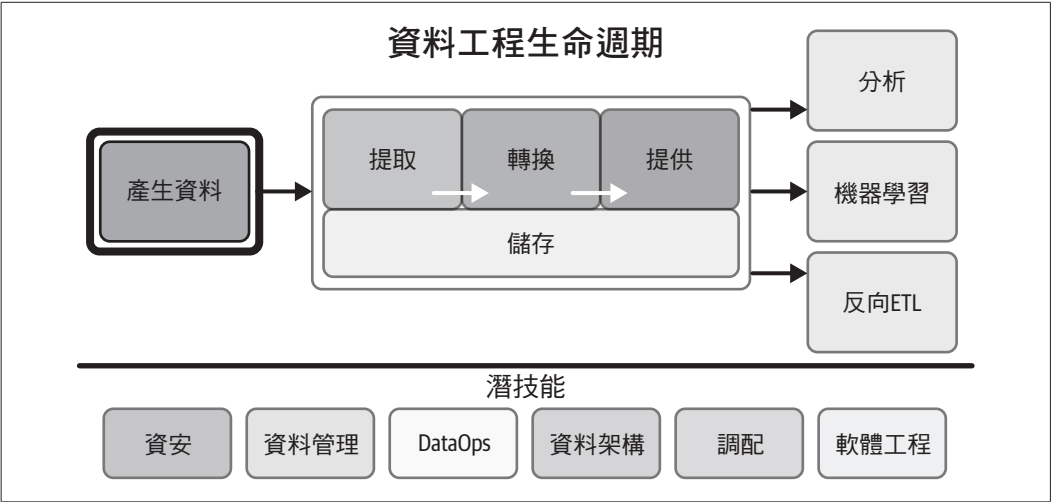 資料工程生命週期
產生資料
提取
轉換
提供
儲存
分析
機器學習
反向ETL
潛技能
資安
資料管理
DataOps
資料架構
調配
軟體工程